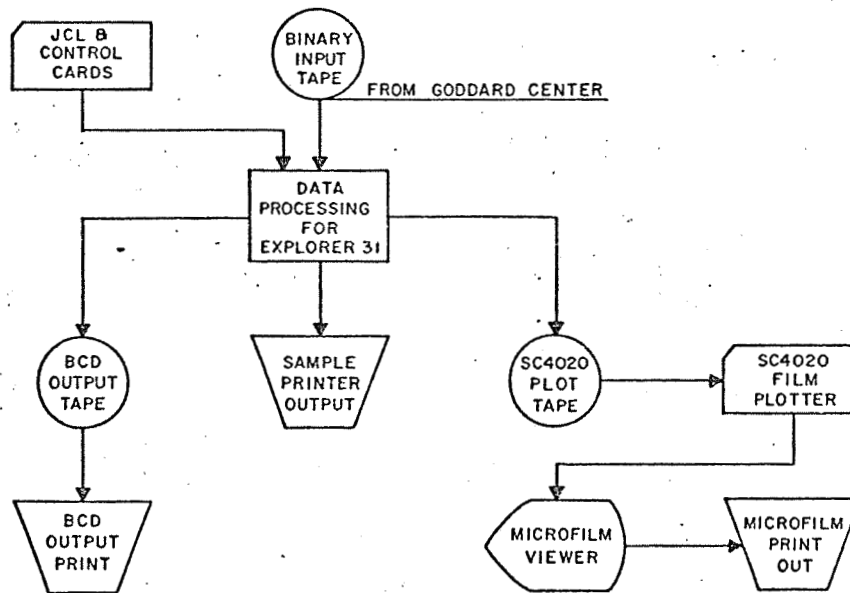 JCL &
CONTROL
CARDS
BINARY
INPUT
TAPE
FROM GODDARD CENTER
DATA
PROCESSING
FOR
EXPLORER 31
BCD
OUTPUT
TAPE
SAMPLE
PRINTER
OUTPUT
SC4020
PLOT
TAPE
SC4020
FILM
PLOTTER
BCD
OUTPUT
PRINT
MICROFILM
VIEWER
MICROFILM
PRINT
OUT